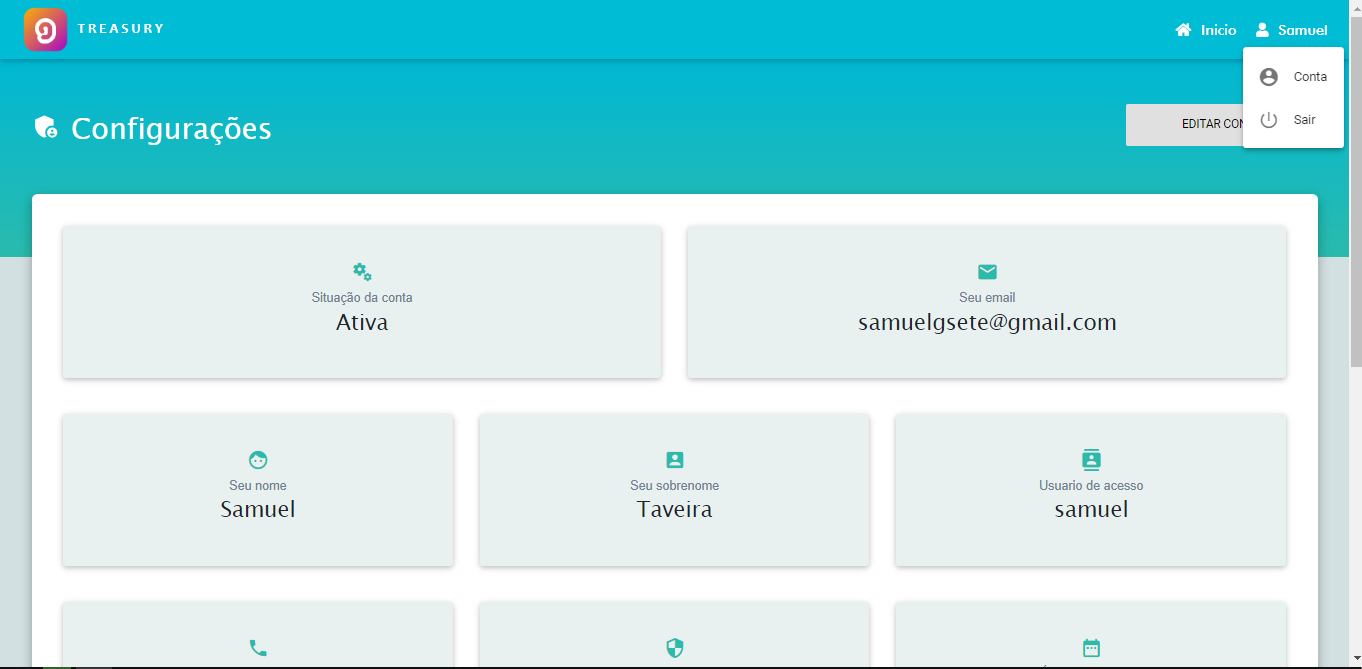 TREASURY
Inicio
Samuel
Conta
Sair
Configurações
EDITAR
Situação da conta
Ativa
Seu email
samuelgsete@gmail.com
Seu nome
Samuel
Seu sobrenome
Taveira
Usuario de acesso
samuel